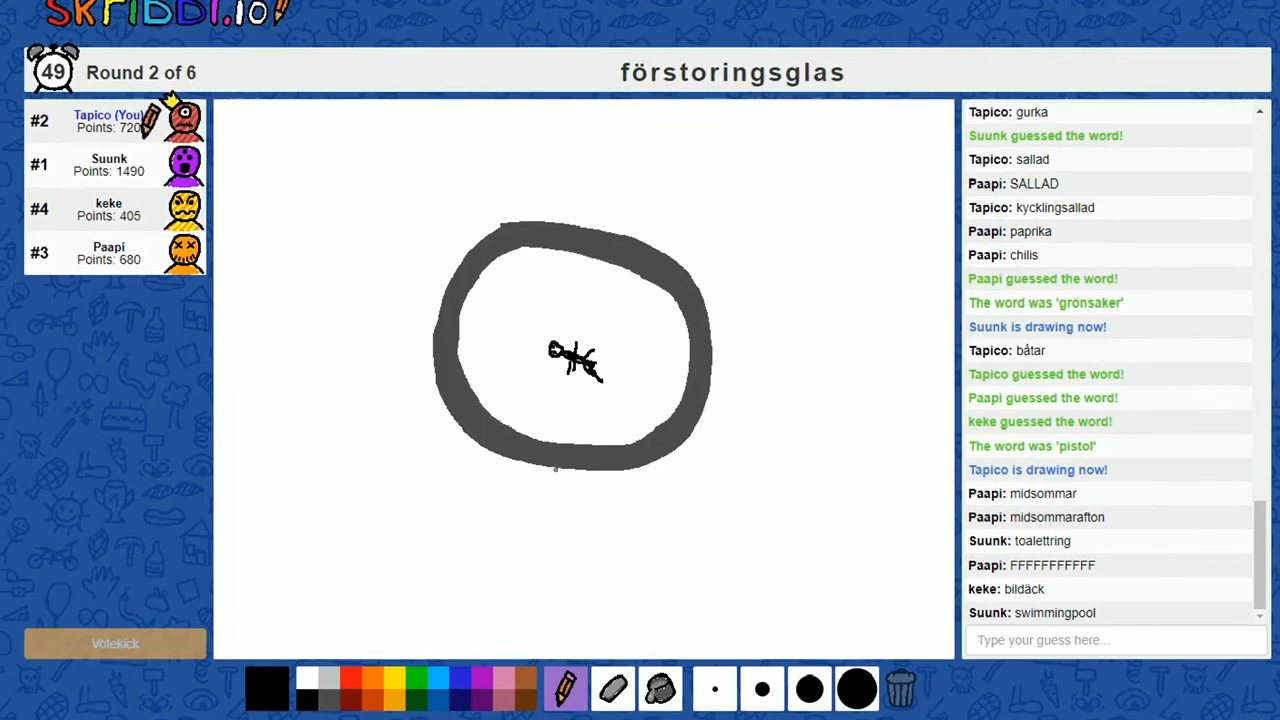 skribbl.io
49 Round 2 of 6
förstoringsglas
#2 Tapico (You)
Points: 720
#1 Suunk
Points: 1490
#4 keke
Points: 405
#3 Paapi
Points: 680
Votekick
Tapico: gurka
Suunk guessed the word!
Tapico: sallad
Paapi: SALLAD
Tapico: kycklingsallad
Paapi: paprika
Paapi: chilis
Paapi guessed the word!
The word was 'grönsaker'
Suunk is drawing now!
Tapico: båtar
Tapico guessed the word!
Paapi guessed the word!
keke guessed the word!
The word was 'pistol'
Tapico is drawing now!
Paapi: midsommar
Paapi: midsommarafton
Suunk: toalettring
Paapi: FFFFFFFFFFF
keke: bildäck
Suunk: swimmingpool
Type your guess here...